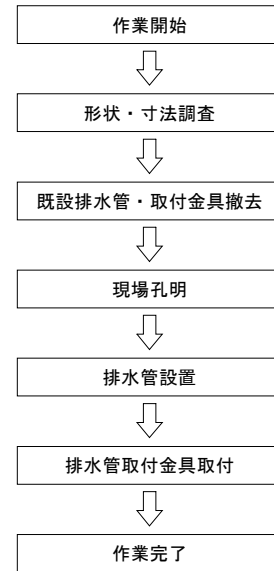 作業開始
形状・寸法調査
既設排水管・取付金具撤去
現場孔明
排水管設置
排水管取付金具取付
作業完了